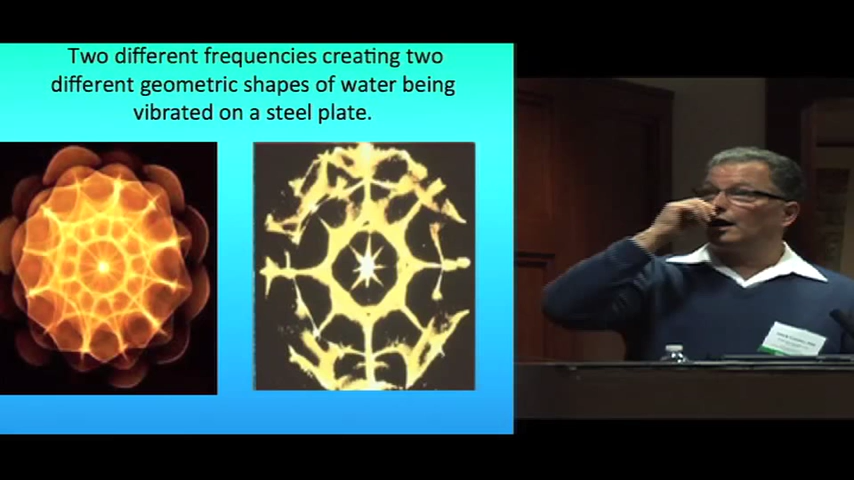 Two different frequencies creating two
different geometric shapes of water being
vibrated on a steel plate.